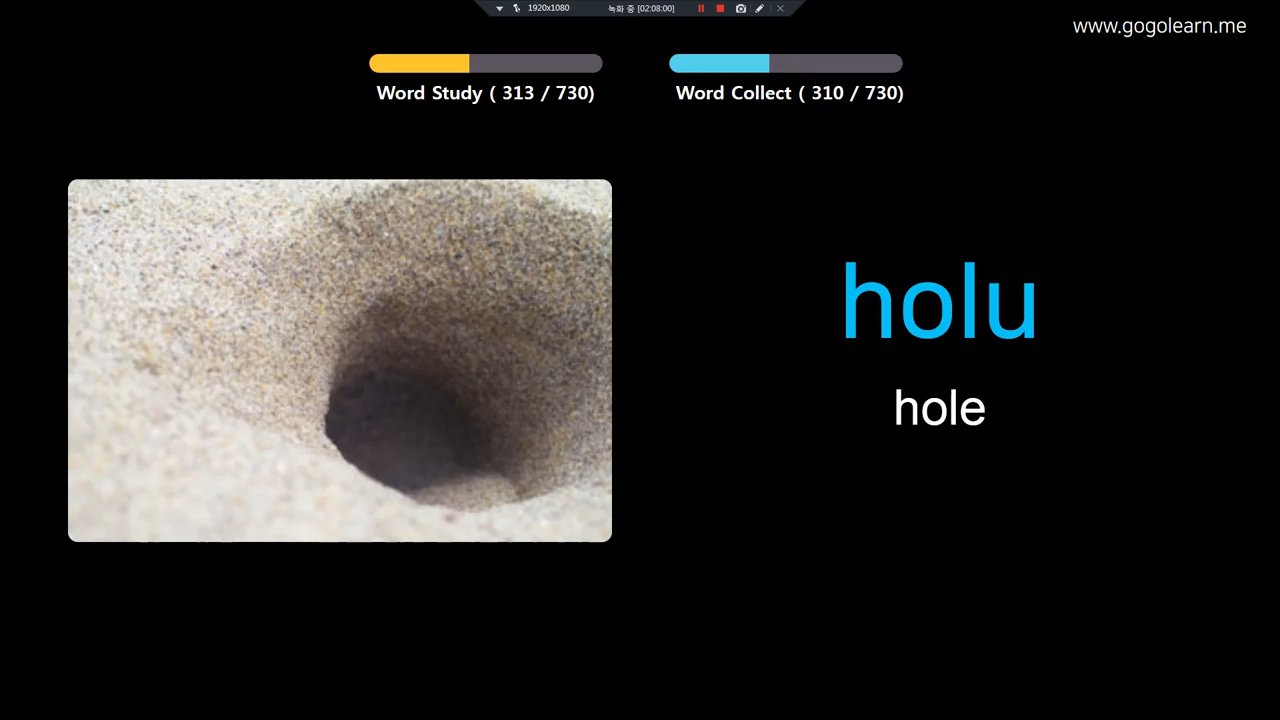 1920x1080
녹화 중 [02:08:00]
www.gogolearn.me
Word Study ( 313 / 730)
Word Collect ( 310 / 730)
holu
hole